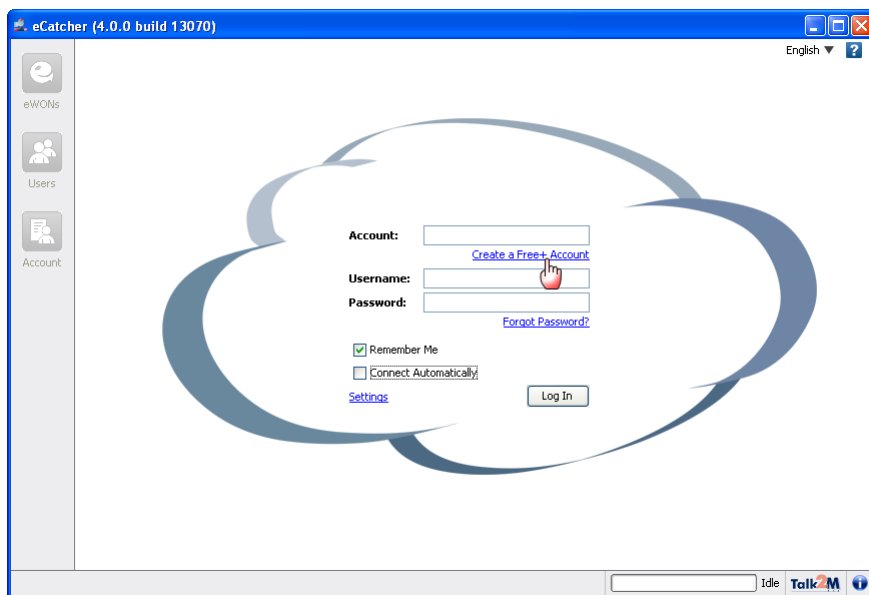 eCatcher (4.0.0 build 13070)
English ?
eWONs
Users
Account
Account:
Create a Free+ Account
Username:
Password:
Forgot Password?
Remember Me
Connect Automatically
Settings Log In
Idle Talk2M i